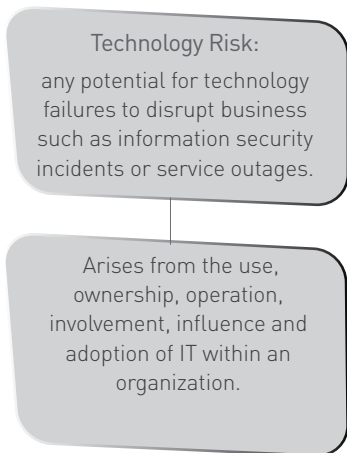 Technology Risk:
any potential for technology
failures to disrupt business
such as information security
incidents or service outages.
Arises from the use,
ownership, operation,
involvement, influence and
adoption of IT within an
organization.